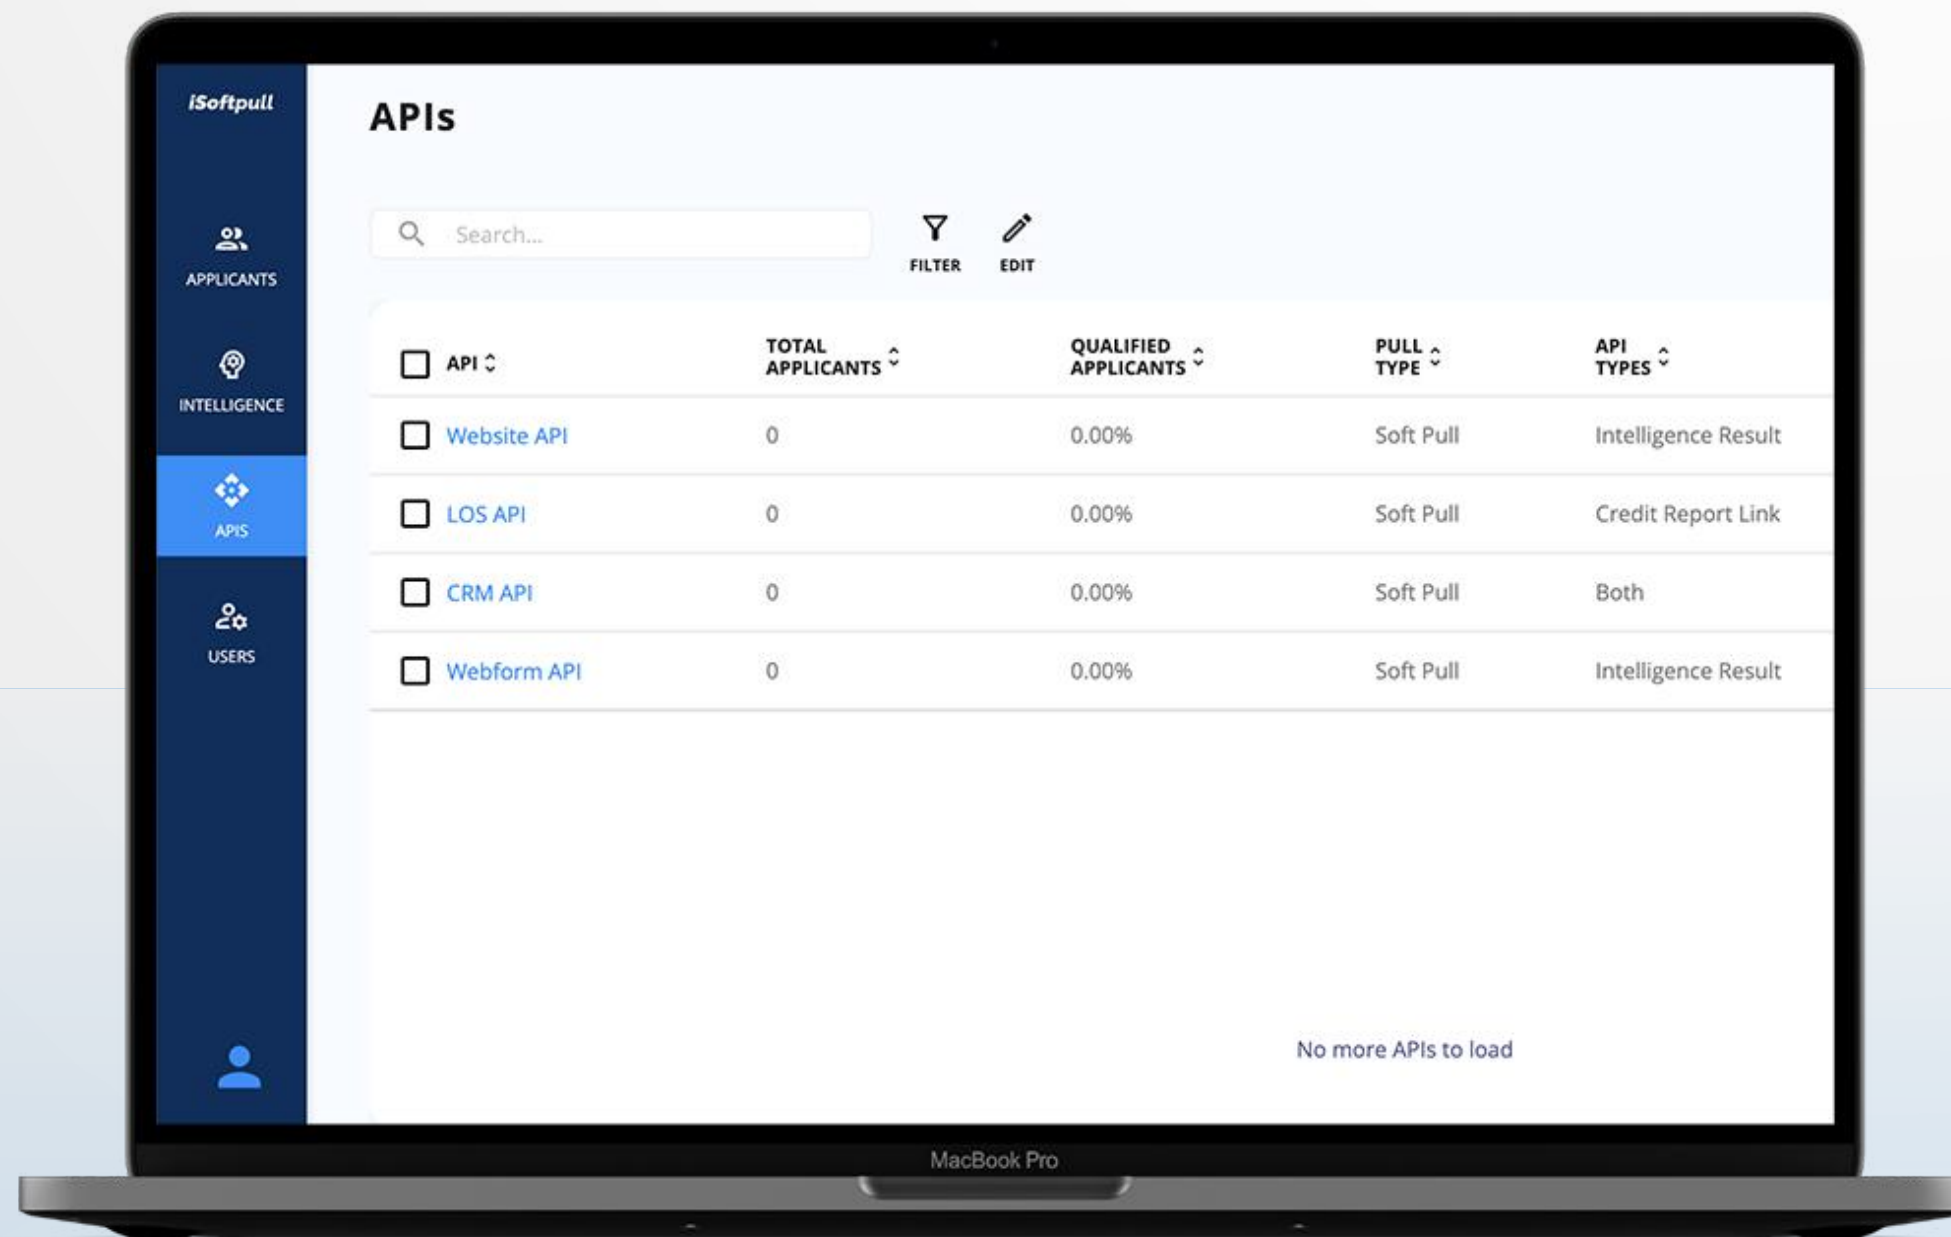 iSoftpull
APPLICANTS
INTELLIGENCE
APIS
USERS
APIs
Search...
FILTER EDIT
API TOTAL APPLICANTS QUALIFIED APPLICANTS PULL TYPE API TYPES
Website API 0 0.00% Soft Pull Intelligence Result
LOS API 0 0.00% Soft Pull Credit Report Link
CRM API 0 0.00% Soft Pull Both
Webform API 0 0.00% Soft Pull Intelligence Result
No more APIs to load
MacBook Pro